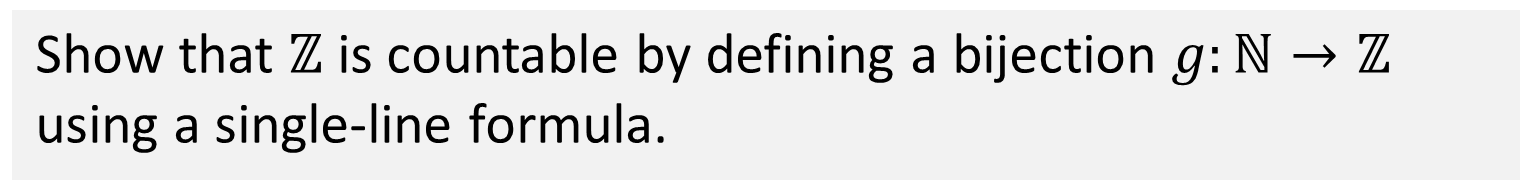 Show that ℤ is countable by defining a bijection g: ℕ → ℤ
using a single-line formula.